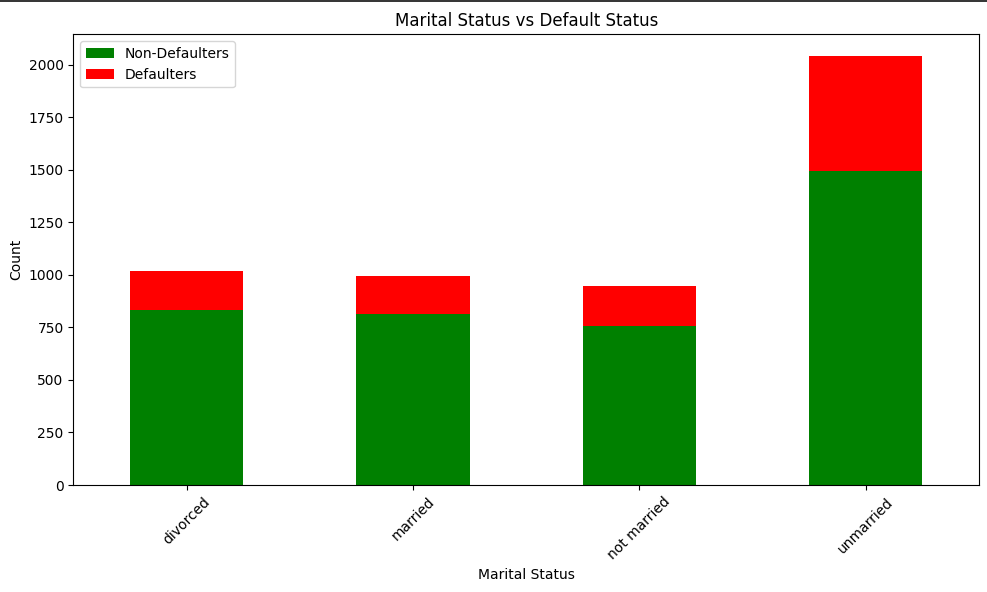 Marital Status vs Default Status
Non-Defaulters
Defaulters
2000
1750
1500
1250
1000
750
500
250
0
Count
divorced
married
not married
unmarried
Marital Status